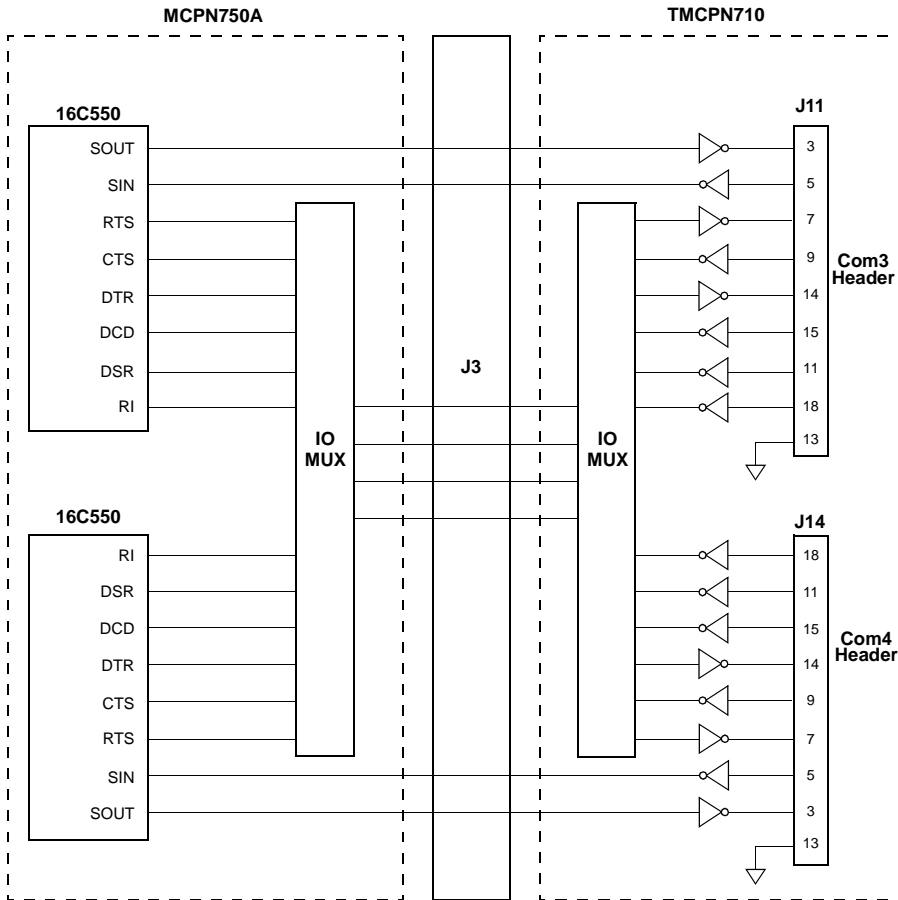 MCPN750A
TMCPN710
16C550
SOUT
SIN
RTS
CTS
DTR
DCD
DSR
RI
IO
MUX
J3
IO
MUX
J11
3
5
7
9
14
15
11
18
13
Com3
Header
16C550
RI
DSR
DCD
DTR
CTS
RTS
SIN
SOUT
J14
18
11
15
14
9
7
5
3
13
Com4
Header